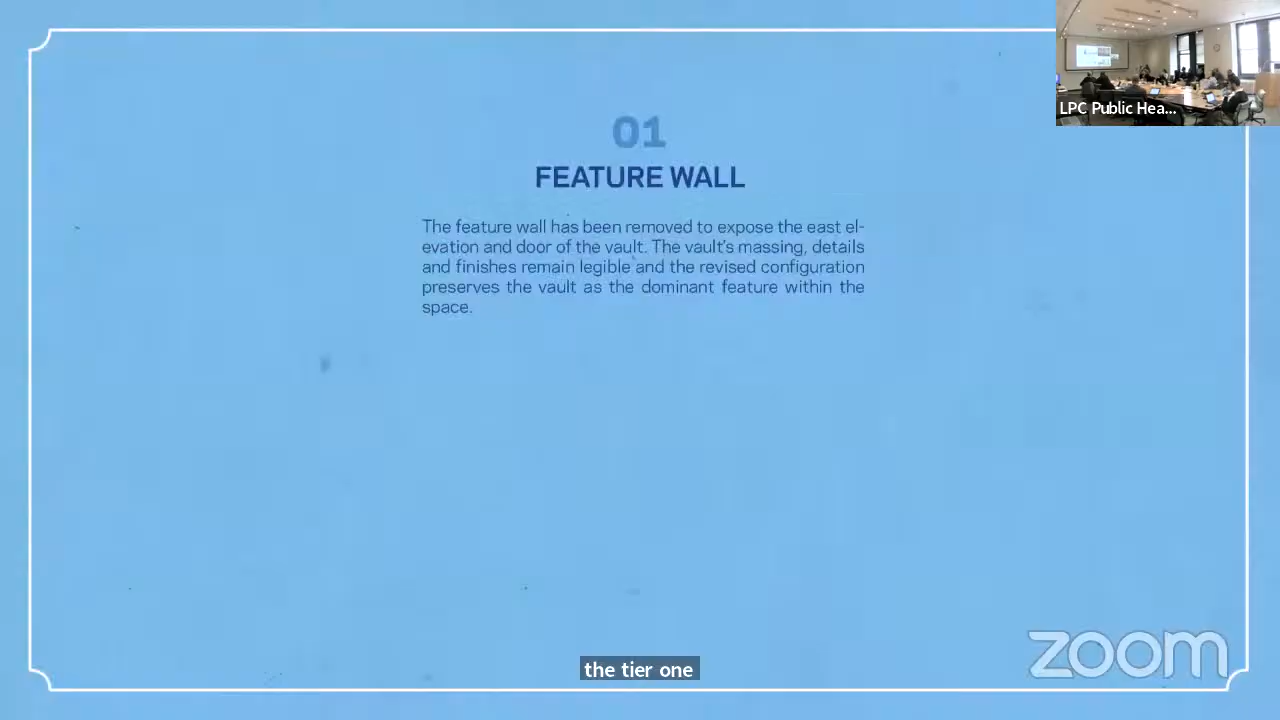 LPC Public Hea...
01
FEATURE WALL
The feature wall has been removed to expose the east el-
evation and door of the vault. The vault's massing, details
and finishes remain legible and the revised configuration
preserves the vault as the dominant feature within the
space.
zoom
the tier one